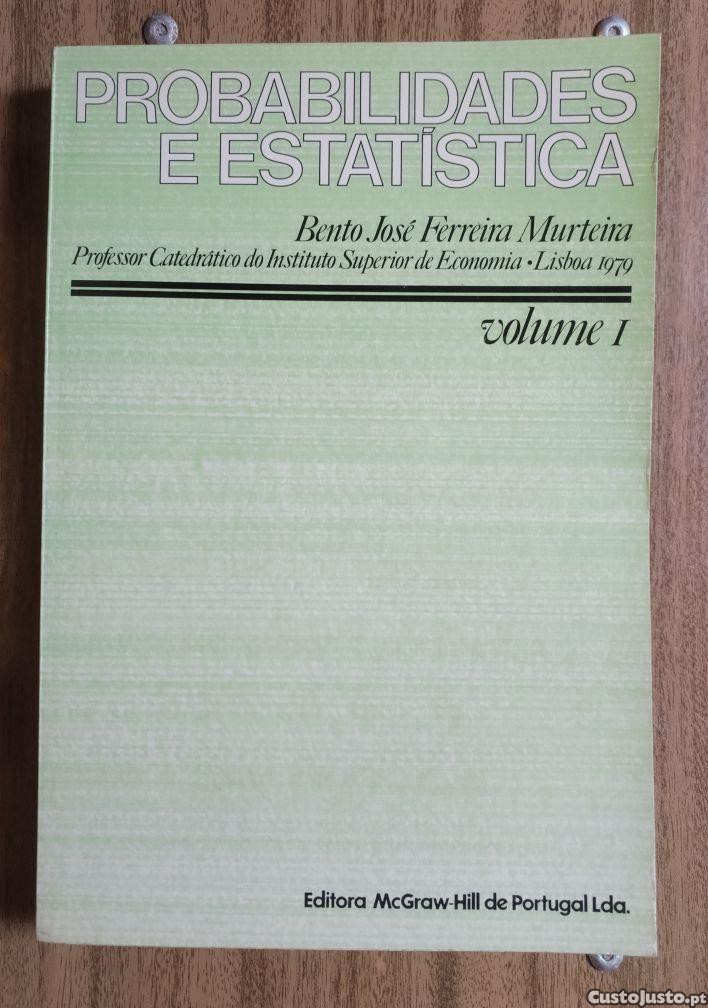 PROBABILIDADES
E ESTATÍSTICA
Bento José Ferreira Murteira
Professor Catedrático do Instituto Superior de Economia • Lisboa 1979
volume I
Editora McGraw-Hill de Portugal Lda.
CustoJusto.pt